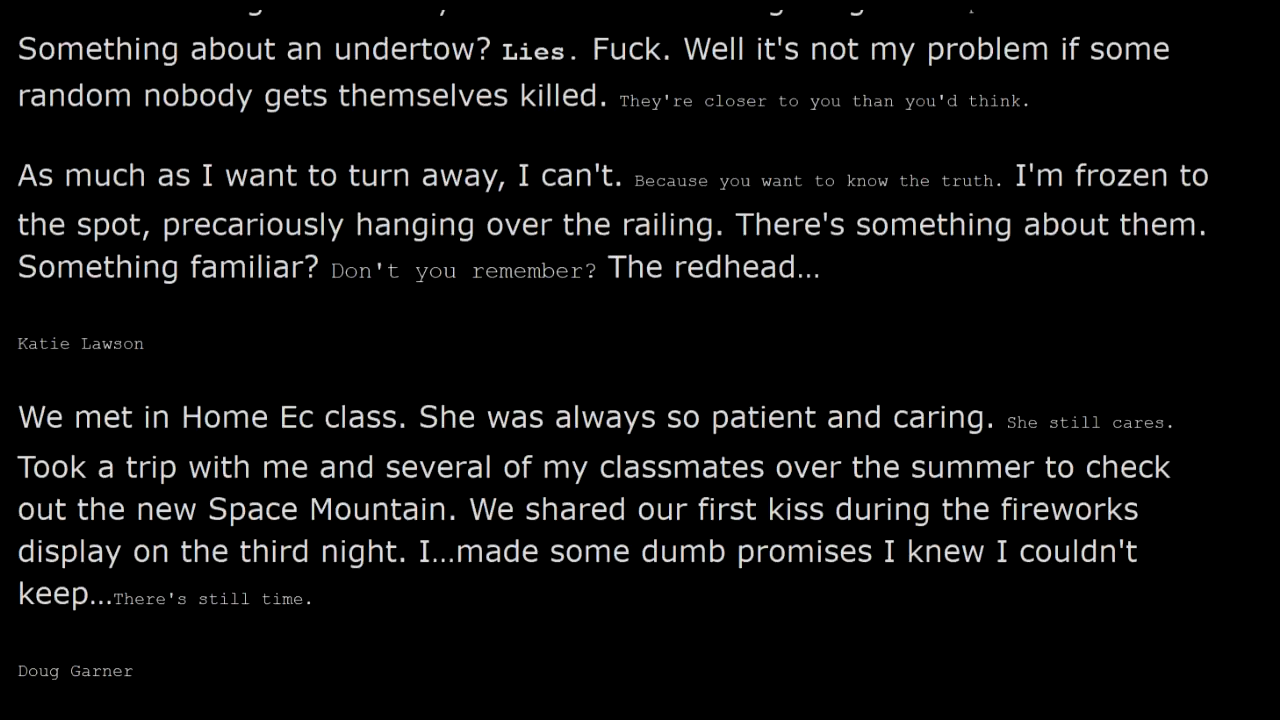 Something about an undertow? Lies. Fuck. Well it's not my problem if some
random nobody gets themselves killed. They're closer to you than you'd think.
As much as I want to turn away, I can't. Because you want to know the truth. I'm frozen to
the spot, precariously hanging over the railing. There's something about them.
Something familiar? Don't you remember? The redhead...
Katie Lawson
We met in Home Ec class. She was always so patient and caring. She still cares.
Took a trip with me and several of my classmates over the summer to check
out the new Space Mountain. We shared our first kiss during the fireworks
display on the third night. I...made some dumb promises I knew I couldn't
keep...There's still time.
Doug Garner